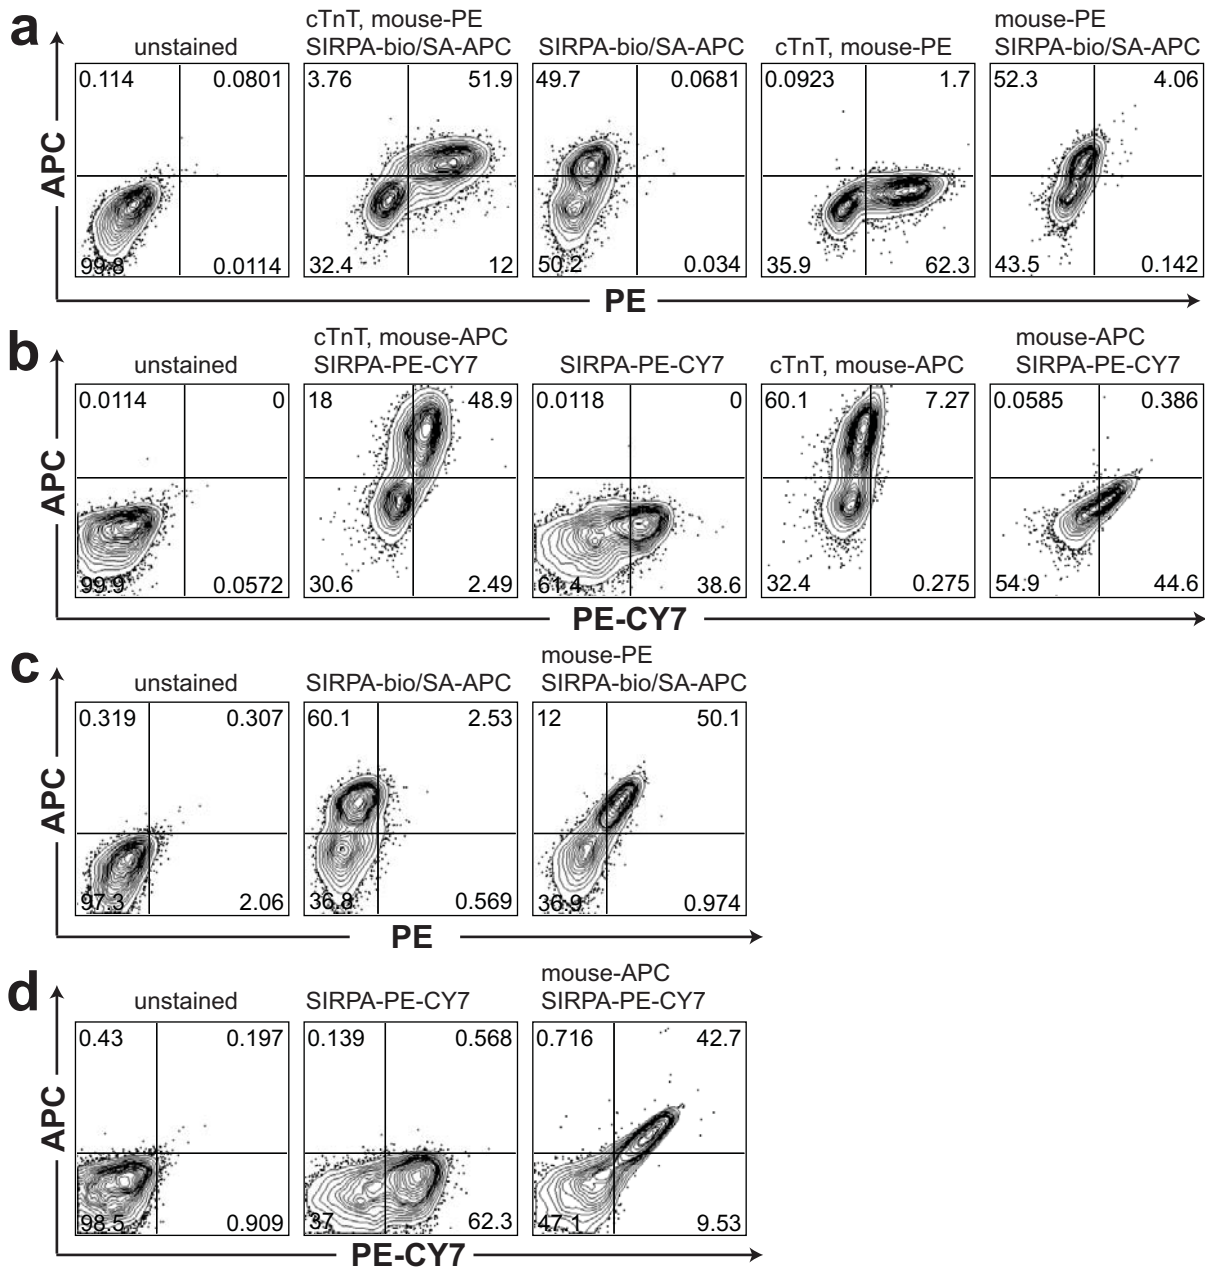 a
unstained
cTnT, mouse-PE
SIRPA-bio/SA-APC
SIRPA-bio/SA-APC
cTnT, mouse-PE
mouse-PE
SIRPA-bio/SA-APC
0.114
0.0801
3.76
51.9
49.7
0.0681
0.0923
1.7
52.3
4.06
APC
99.8
0.0114
32.4
12
50.2
0.034
35.9
62.3
43.5
0.142
PE
b
unstained
cTnT, mouse-APC
SIRPA-PE-CY7
SIRPA-PE-CY7
cTnT, mouse-APC
mouse-APC
SIRPA-PE-CY7
0.0114
0
18
48.9
0.0118
0
60.1
7.27
0.0585
0.386
APC
99.9
0.0572
30.6
2.49
61.4
38.6
32.4
0.275
54.9
44.6
PE-CY7
c
unstained
SIRPA-bio/SA-APC
mouse-PE
SIRPA-bio/SA-APC
0.319
0.307
60.1
2.53
12
50.1
APC
97.3
2.06
36.8
0.569
36.9
0.974
PE
d
unstained
SIRPA-PE-CY7
mouse-APC
SIRPA-PE-CY7
0.43
0.197
0.139
0.568
0.716
42.7
APC
98.5
0.909
37
62.3
47.1
9.53
PE-CY7